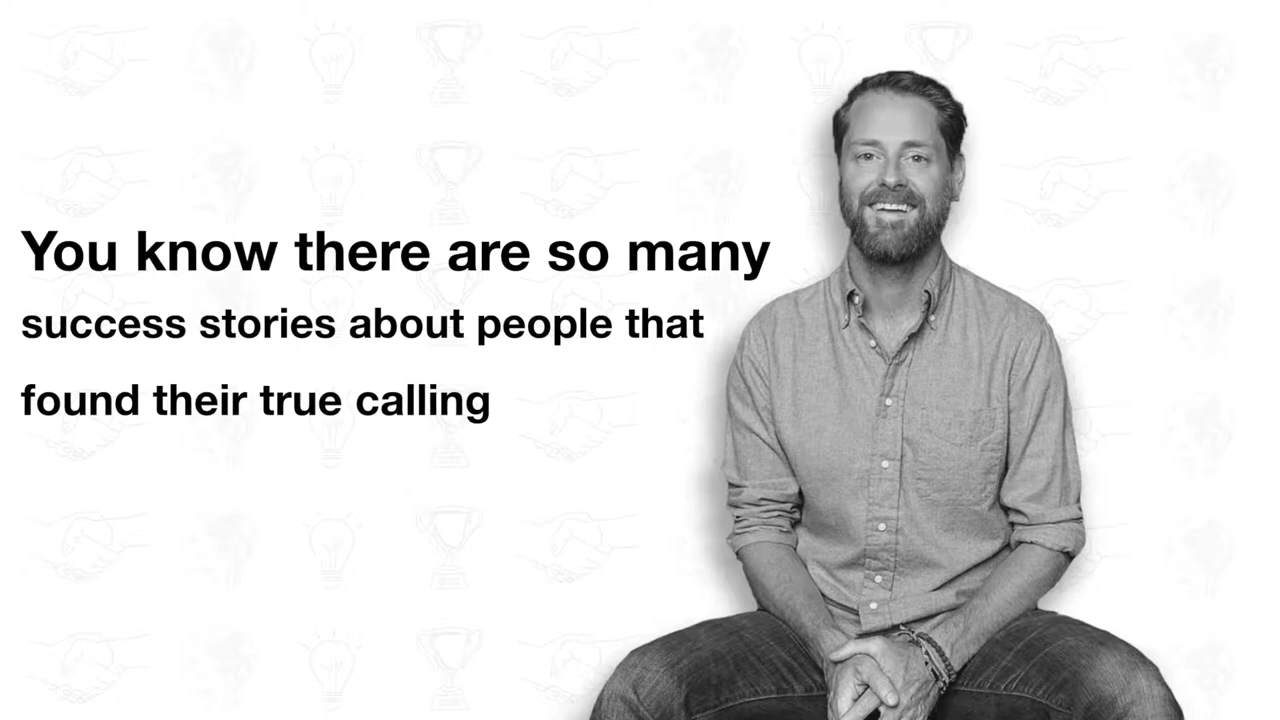 You know there are so many
success stories about people that
found their true calling